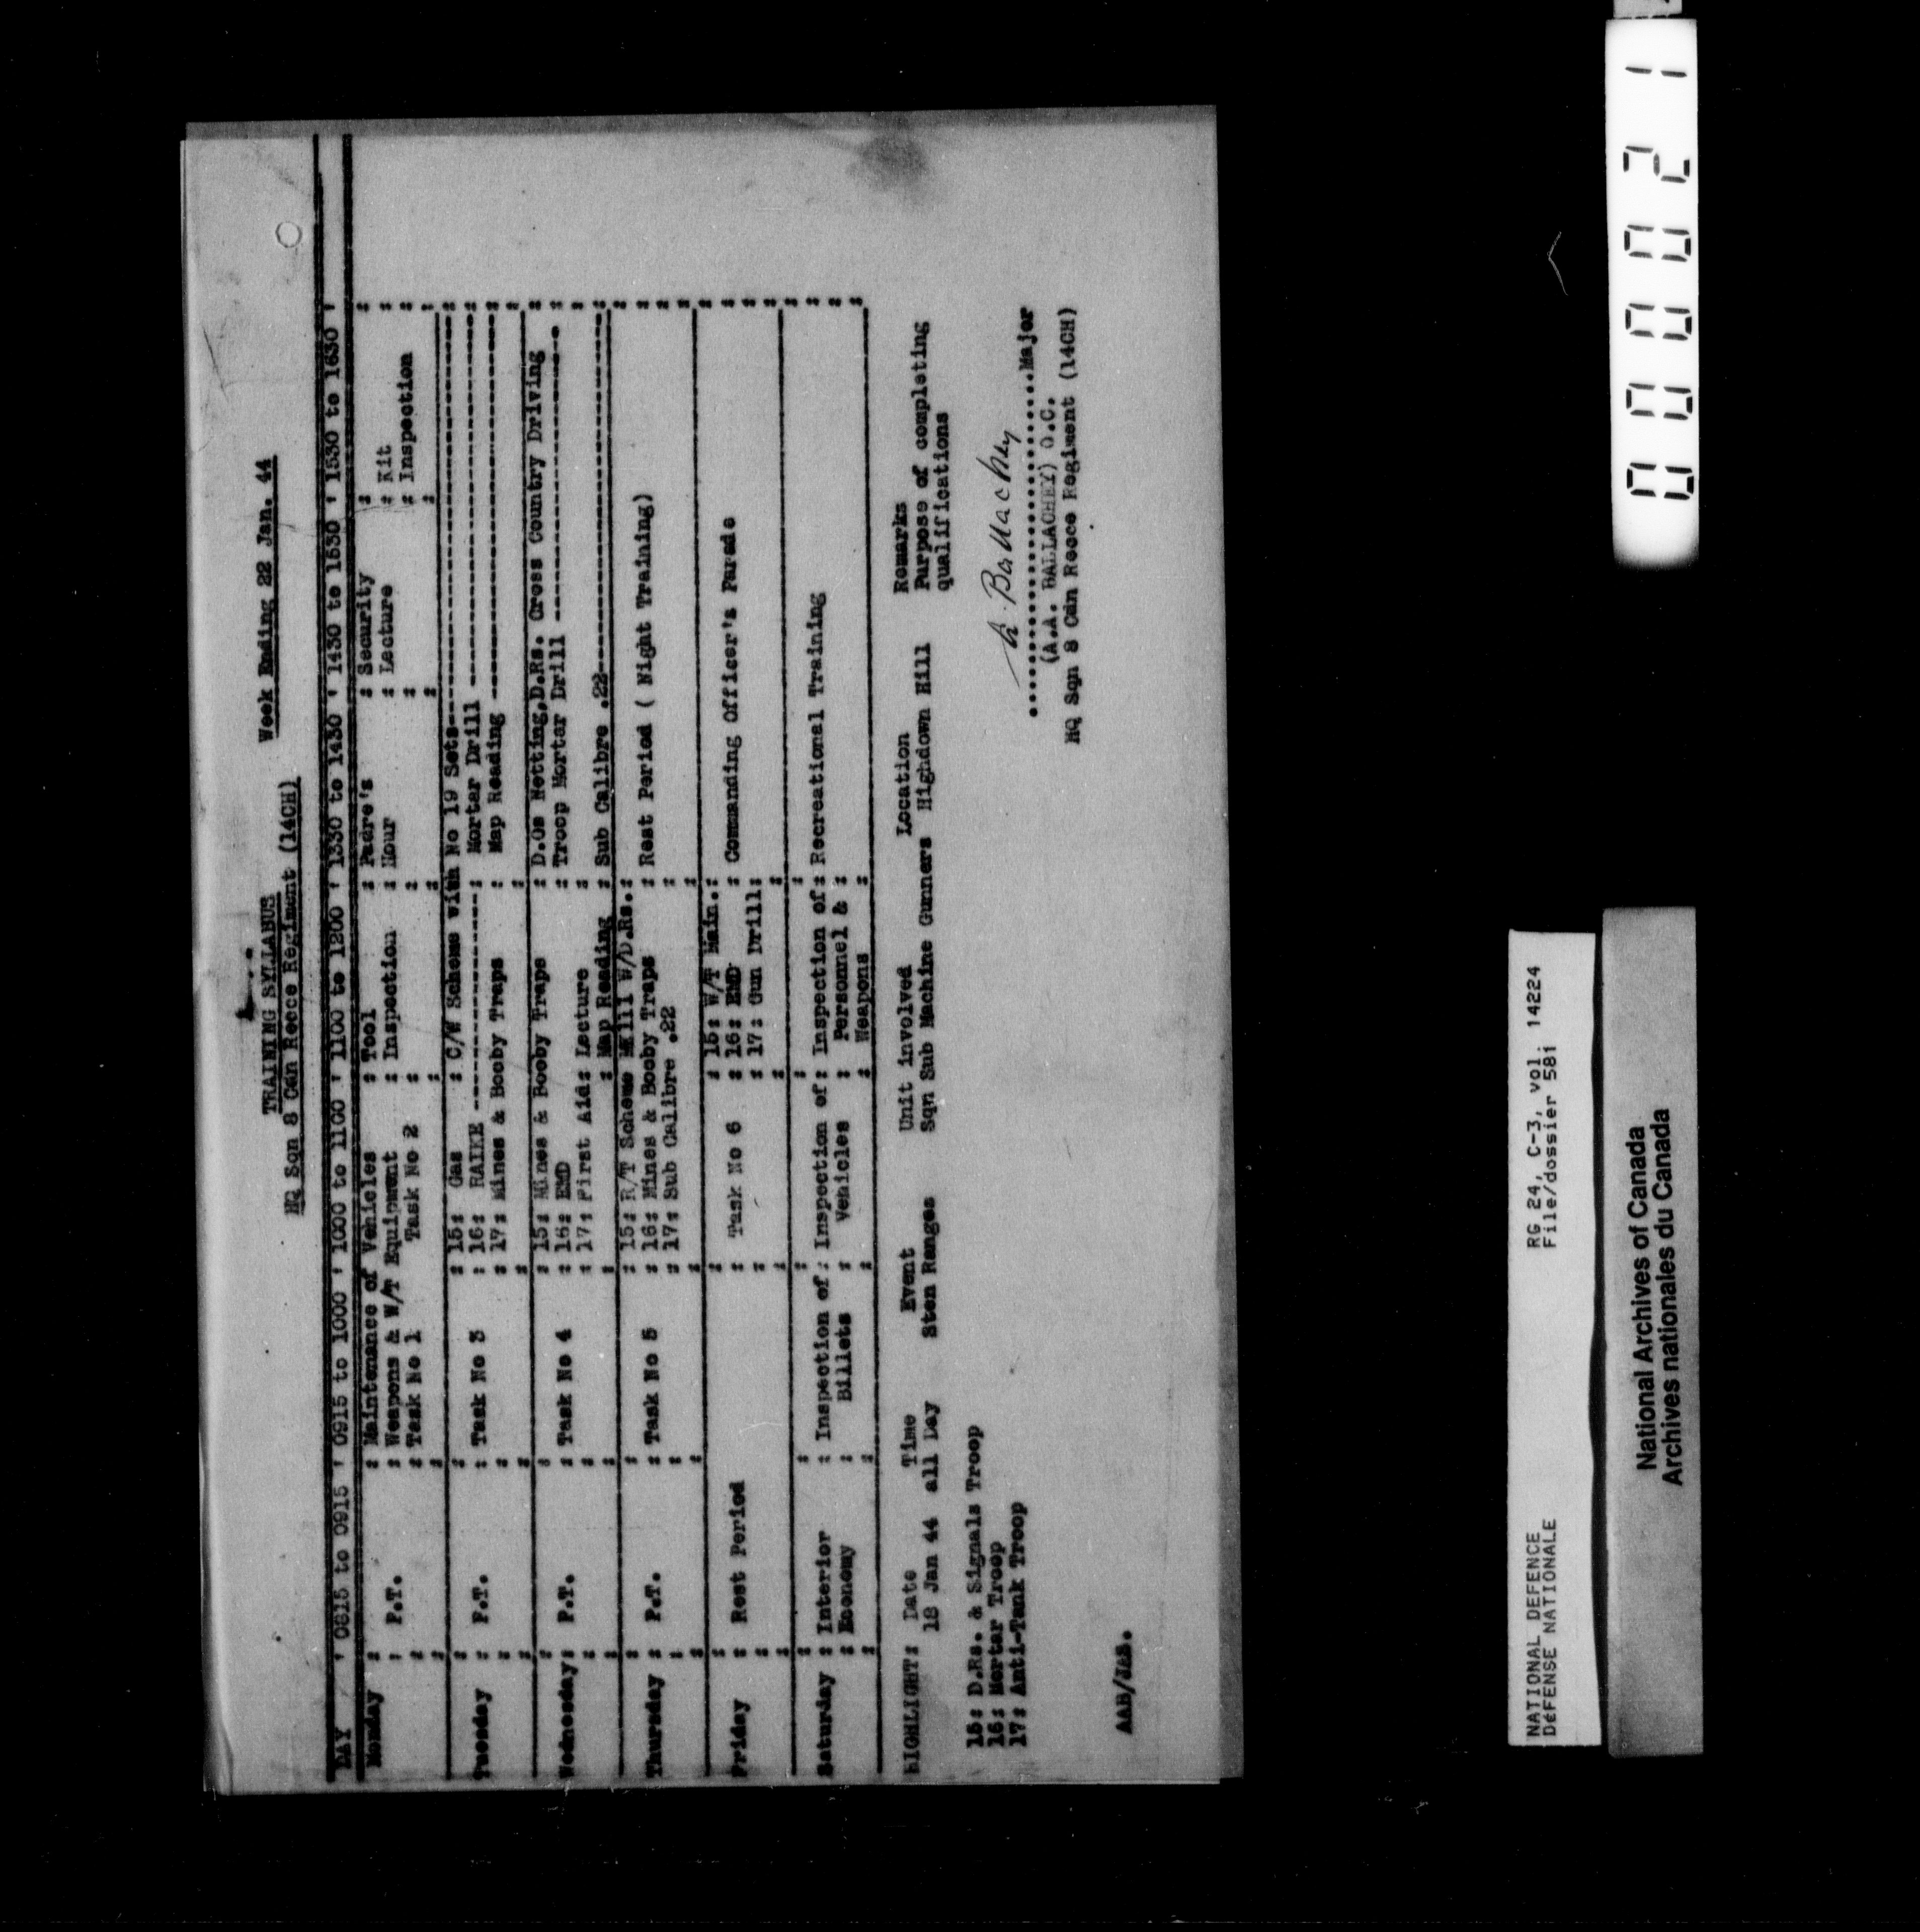 TRAINING SYLLABUS
HQ Sqn 8 Cdn Recce Regiment (14CH) Week Ending 22 Jan. 44
DAY ' 0815 to 0915 ' 0915 to 1000 ' 1000 to 1100 ' 1100 to 1200 ' 1330 to 1430 ' 1430 to 1530 ' 1530 to 1630 '
Monday : : Maintenance of Vehicles : Tool : Padre's : Security : :
: P.T. : Weapons & W/T Equipment : Inspection : Hour : Lecture : Kit :
: : Task No 1 Task No 2 : : : : Inspection :
Tuesday : : : 15: Gas : C/W Scheme with No 19 Sets-------- :
: P.T. : Task No 3 : 16: RAIKE --------------: Mortar Drill -------- :
: : : 17: Mines & Booby Traps : Map Reading -------- :
Wednesday: : : 15: Mines & Booby Traps : D.Os Netting, D.Rs. Cross Country Driving :
: P.T. : Task No 4 : 16: EMD : Troop Mortar Drill -------- :
: : : 17: First Aid: Lecture :
: Map Reading : Sub Calibre .22-------- :
Thursday : : : 15: R/T Scheme MKIII W/D.Rs. : :
: P.T. : Task No 5 : 16: Mines & Booby Traps : Rest Period ( Night Training) :
: : : 17: Sub Calibre .22 : :
Friday : Rest Period : Task No 6 : 15: W/T Main. : :
: 16: EMD : Commanding Officer's Parade :
: 17: Gun Drill: :
Saturday : Interior : Inspection of : Inspection of : Inspection of : Recreational Training :
: Economy : Billets : Vehicles : Personnel & : :
: Weapons : :
HIGHLIGHT: Date Time Event Unit involved Location Remarks
18 Jan 44 all Day Sten Ranges Sqn Sub Machine Gunners Highdown Hill Purpose of completing
qualifications
15: D.Rs. & Signals Troop
16: Mortar Troop
17: Anti-Tank Troop
A. Ballachey
........................Major
(A.A. BALLACHEY) O.C.
HQ Sqn 8 Cdn Recce Regiment (14CH)
AAB/JAS.
0 0 0 0 2 1
NATIONAL DEFENCE RG 24, C-3, vol. 14224
DéFENSE NATIONALE File/dossier 581
National Archives of Canada
Archives nationales du Canada